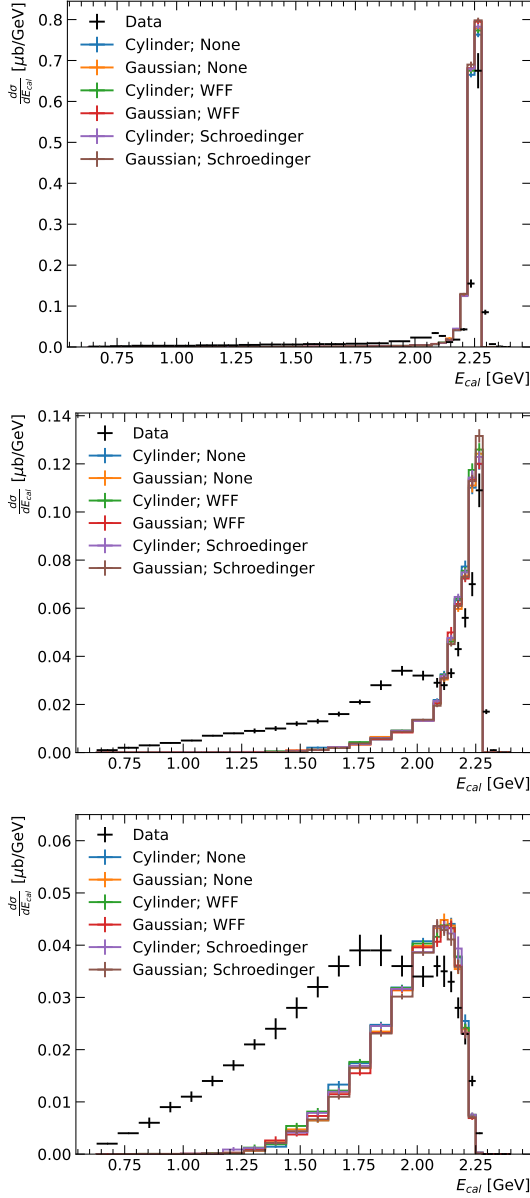 0.8
0.7
0.6
0.5
0.4
0.3
0.2
0.1
0.0
dσ/dE_cal [μb/GeV]
Data
Cylinder; None
Gaussian; None
Cylinder; WFF
Gaussian; WFF
Cylinder; Schroedinger
Gaussian; Schroedinger
0.75 1.00 1.25 1.50 1.75 2.00 2.25
E_cal [GeV]
0.14
0.12
0.10
0.08
0.06
0.04
0.02
0.00
dσ/dE_cal [μb/GeV]
Data
Cylinder; None
Gaussian; None
Cylinder; WFF
Gaussian; WFF
Cylinder; Schroedinger
Gaussian; Schroedinger
0.75 1.00 1.25 1.50 1.75 2.00 2.25
E_cal [GeV]
0.06
0.05
0.04
0.03
0.02
0.01
0.00
dσ/dE_cal [μb/GeV]
Data
Cylinder; None
Gaussian; None
Cylinder; WFF
Gaussian; WFF
Cylinder; Schroedinger
Gaussian; Schroedinger
0.75 1.00 1.25 1.50 1.75 2.00 2.25
E_cal [GeV]